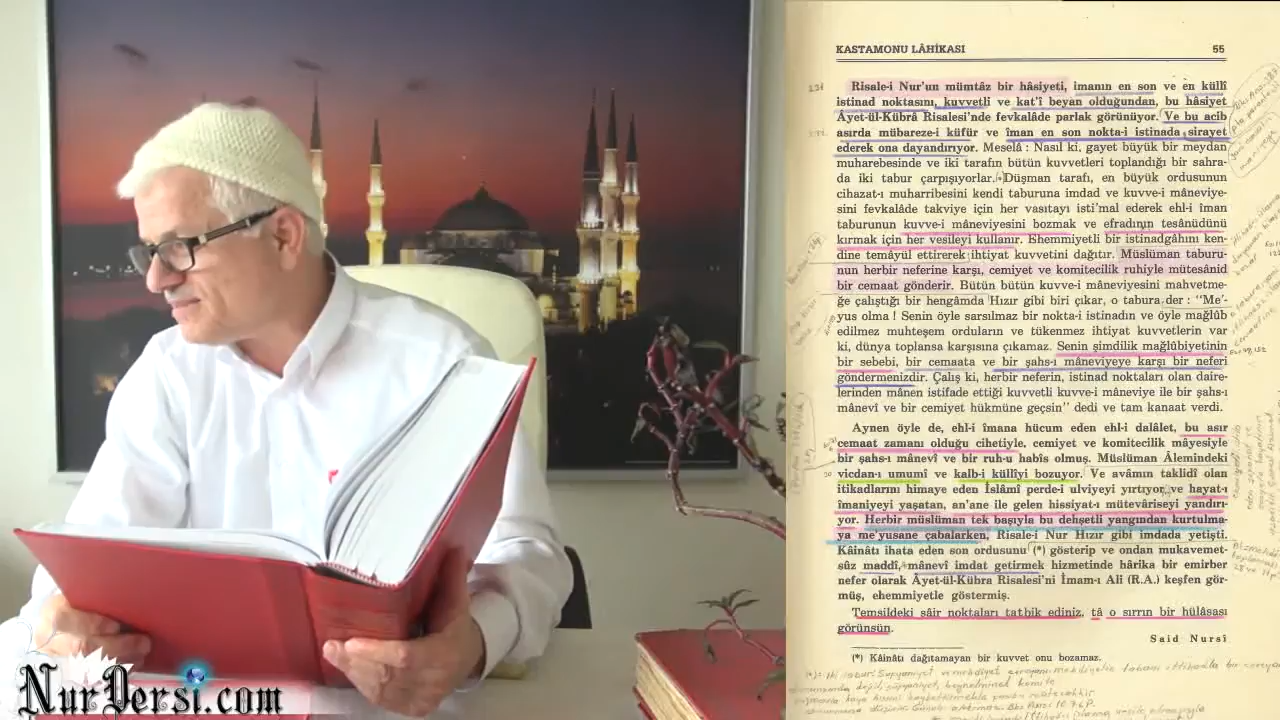 KASTAMONU LÂHİKASI 55
Risale-i Nur'un mümtâz bir hâsiyeti, imanın en son ve en küllî
istinad noktasını, kuvvetli ve kat'î beyan olduğundan, bu hâsiyet
Âyet-ül-Kübrâ Risalesi'nde fevkalâde parlak görünüyor. Ve bu acib
asırda mübareze-i küfür ve îman en son nokta-i istinada sirayet
ederek ona dayandırıyor. Meselâ : Nasıl ki, gayet büyük bir meydan
muharebesinde ve iki tarafın bütün kuvvetleri toplandığı bir sahra-
da iki tabur çarpışıyorlar. Düşman tarafı, en büyük ordusunun
cihazat-ı muharribesini kendi taburuna imdad ve kuvve-i mâneviye-
sini fevkalâde takviye için her vasıtayı isti'mal ederek ehl-i îman
taburunun kuvve-i mâneviyesini bozmak ve efradının tesânüdünü
kırmak için her vesileyi kullanır. Ehemmiyetli bir istinadgâhını ken-
dine temâyül ettirerek ihtiyat kuvvetini dağıtır. Müslüman taburu-
nun herbir neferine karşı, cemiyet ve komitecilik ruhiyle mütesânid
bir cemaat gönderir. Bütün bütün kuvve-i mâneviyesini mahvetme-
ğe çalıştığı bir hengâmda Hızır gibi biri çıkar, o tabura der : "Me'-
yus olma ! Senin öyle sarsılmaz bir nokta-i istinadın ve öyle mağlûb
edilmez muhteşem orduların ve tükenmez ihtiyat kuvvetlerin var
ki, dünya toplansa karşısına çıkamaz. Senin şimdilik mağlûbiyetinin
bir sebebi, bir cemaata ve bir şahs-ı mâneviyeye karşı bir neferi
göndermenizdir. Çalış ki, herbir neferin, istinad noktaları olan daire-
lerinden mânen istifade ettiği kuvvetli kuvve-i mâneviye ile bir şahs-ı
mânevî ve bir cemiyet hükmüne geçsin" dedi ve tam kanaat verdi.
Aynen öyle de, ehl-i îmana hücum eden ehl-i dalâlet, bu asır
cemaat zamanı olduğu cihetiyle, cemiyet ve komitecilik mâyesiyle
bir şahs-ı mânevî ve bir ruh-u habîs olmuş. Müslüman Âlemindeki
vicdan-ı umumî ve kalb-i küllîyi bozuyor. Ve avâmın taklidî olan
itikadlarını himaye eden İslâmî perde-i ulviyeyi yırtıyor ve hayat-ı
îmaniyeyi yaşatan, an'ane ile gelen hissiyat-ı mütevâriseyi yandırı-
yor. Herbir müslüman tek başıyla bu dehşetli yangından kurtulma-
ya me'yusane çabalarken, Risale-i Nur Hızır gibi imdada yetişti.
Kâinatı ihata eden son ordusunu (*) gösterip ve ondan mukavemet-
sûz maddî, mânevî imdat getirmek hizmetinde hârika bir emirber
nefer olarak Âyet-ül-Kübra Risalesi'ni İmam-ı Ali (R.A.) keşfen gör-
müş, ehemmiyetle göstermiş.
Temsildeki sâir noktaları tatbik ediniz, tâ o sırrın bir hülâsası
görünsün.
Said Nursî
(*) Kâinâtı dağıtamayan bir kuvvet onu bozamaz.
NurDersi.com